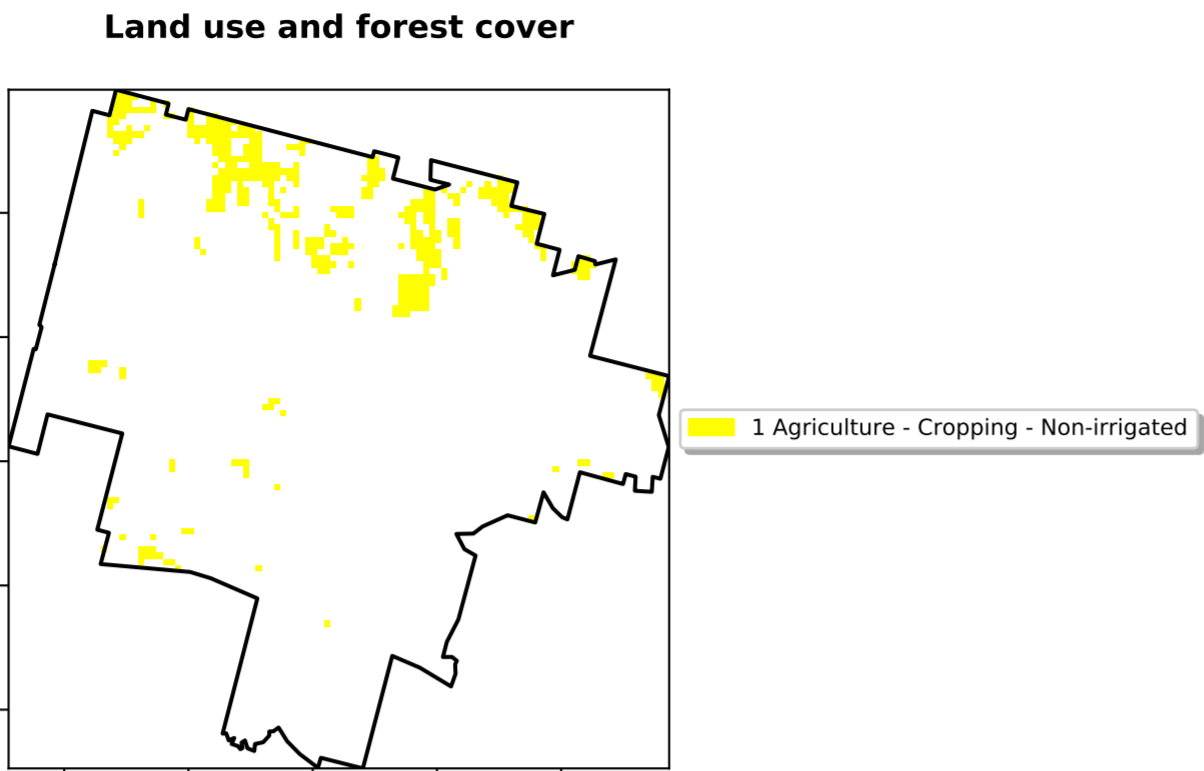 Land use and forest cover
1 Agriculture - Cropping - Non-irrigated